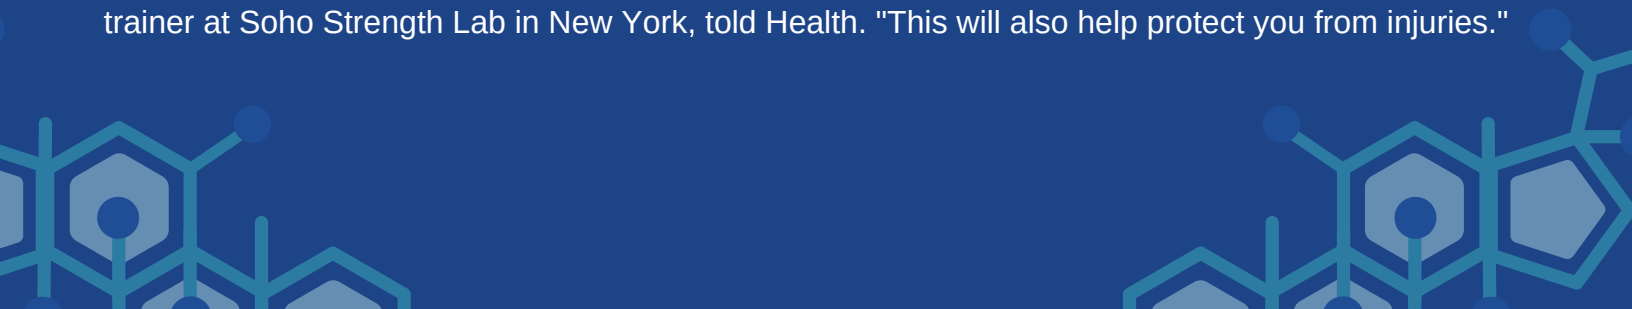 trainer at Soho Strength Lab in New York, told Health. "This will also help protect you from injuries."